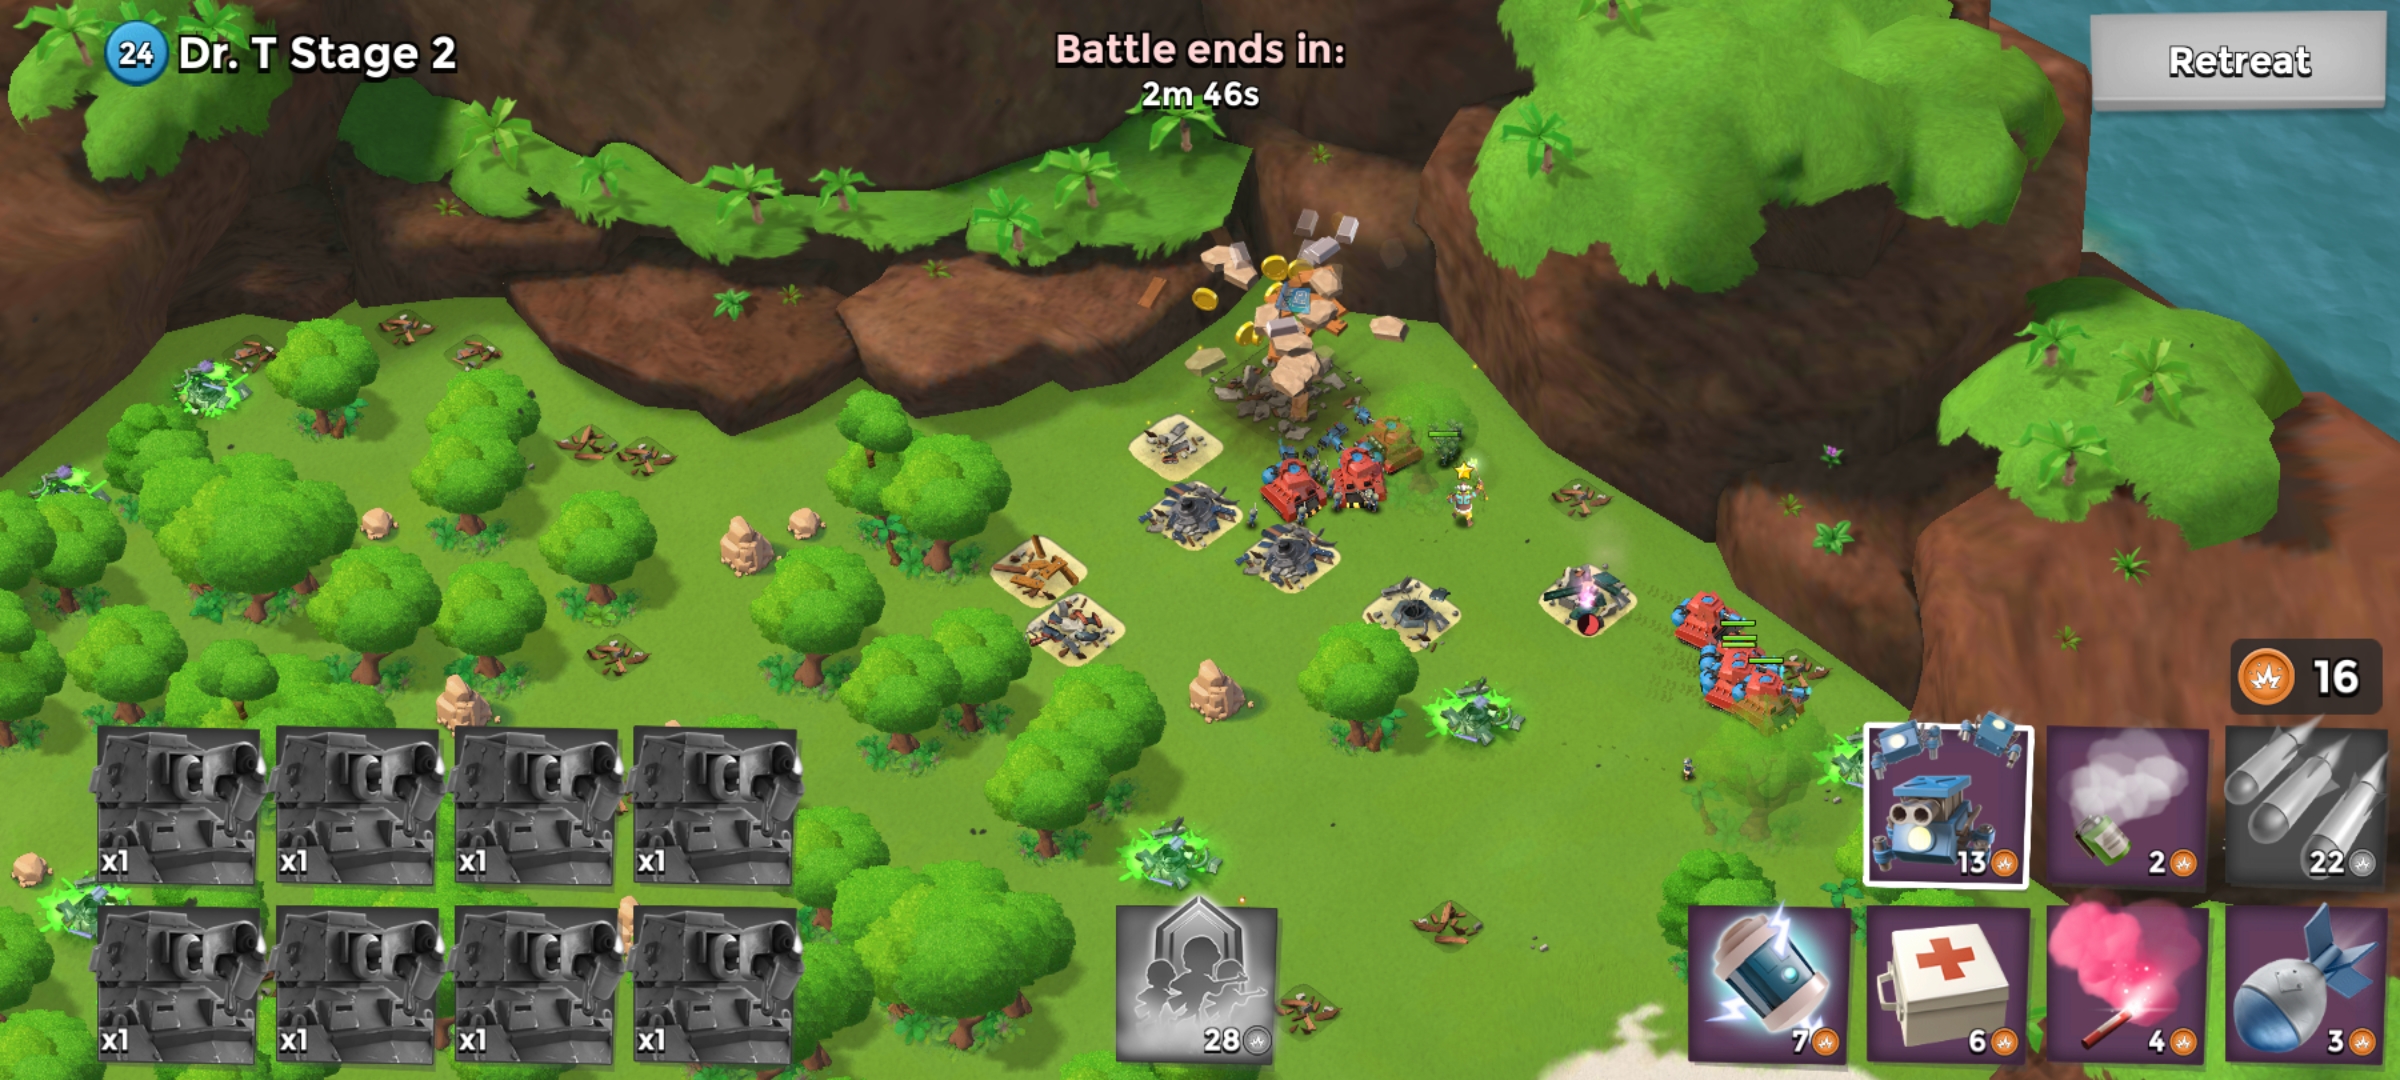 24 Dr. T Stage 2
Battle ends in:
2m 46s
Retreat
16
x1 x1 x1 x1
13 2 22
x1 x1 x1 x1
28
7 6 4 3